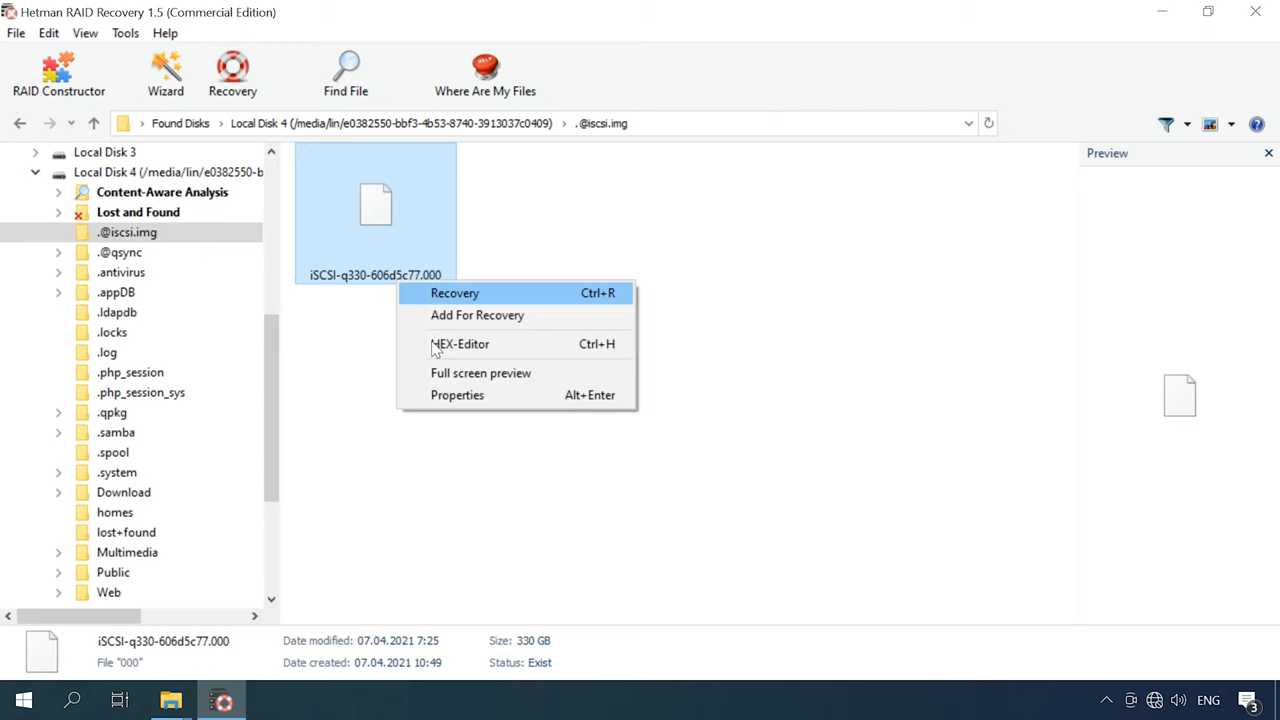 Hetman RAID Recovery 1.5 (Commercial Edition)
File Edit View Tools Help
RAID Constructor Wizard Recovery Find File Where Are My Files
Found Disks Local Disk 4 (/media/lin/e0382550-bbf3-4b53-8740-3913037c0409) .@iscsi.img
Local Disk 3
Local Disk 4 (/media/lin/e0382550-b
Content-Aware Analysis
Lost and Found
.@iscsi.img
.@qsync
.antivirus
.appDB
.ldapdb
.locks
.log
.php_session
.php_session_sys
.qpkg
.samba
.spool
.system
Download
homes
lost+found
Multimedia
Public
Web
iSCSI-q330-606d5c77.000
Recovery Ctrl+R
Add For Recovery
HEX-Editor Ctrl+H
Full screen preview
Properties Alt+Enter
Preview
iSCSI-q330-606d5c77.000 Date modified: 07.04.2021 7:25 Size: 330 GB
File "000" Date created: 07.04.2021 10:49 Status: Exist
ENG 3